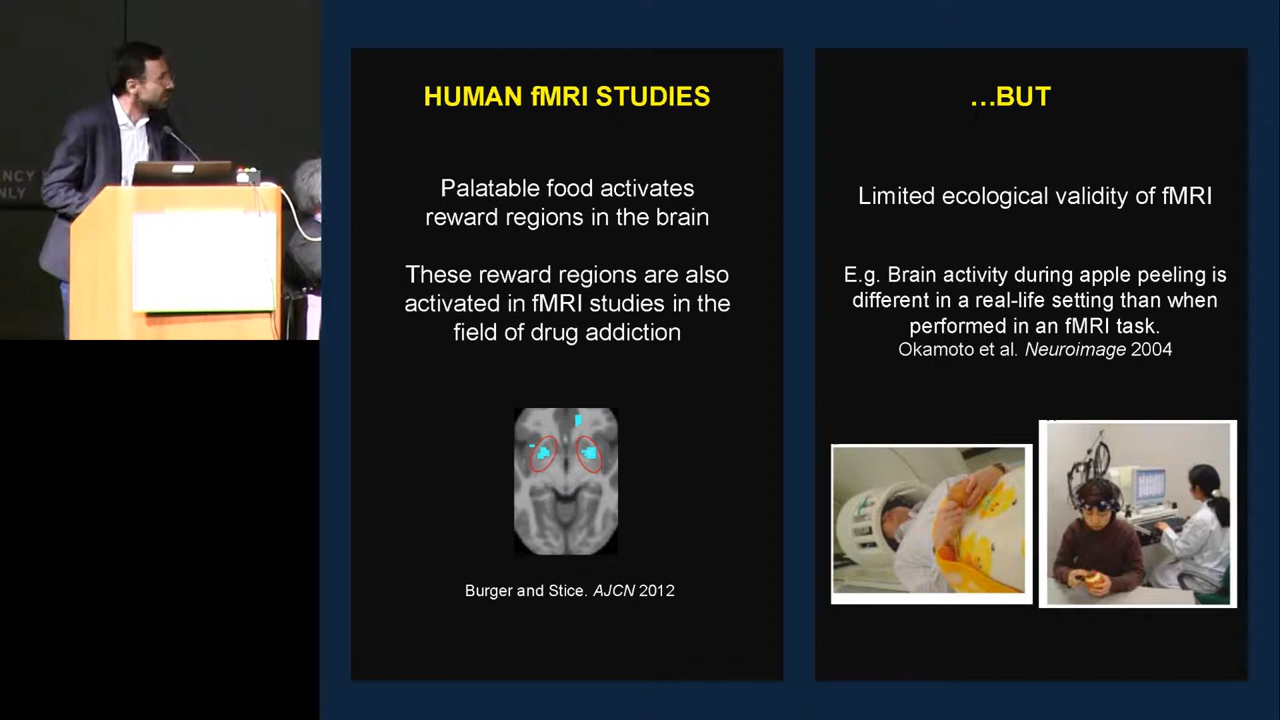 ENCY
NLY
HUMAN fMRI STUDIES
Palatable food activates
reward regions in the brain
These reward regions are also
activated in fMRI studies in the
field of drug addiction
Burger and Stice. AJCN 2012
…BUT
Limited ecological validity of fMRI
E.g. Brain activity during apple peeling is
different in a real-life setting than when
performed in an fMRI task.
Okamoto et al. Neuroimage 2004